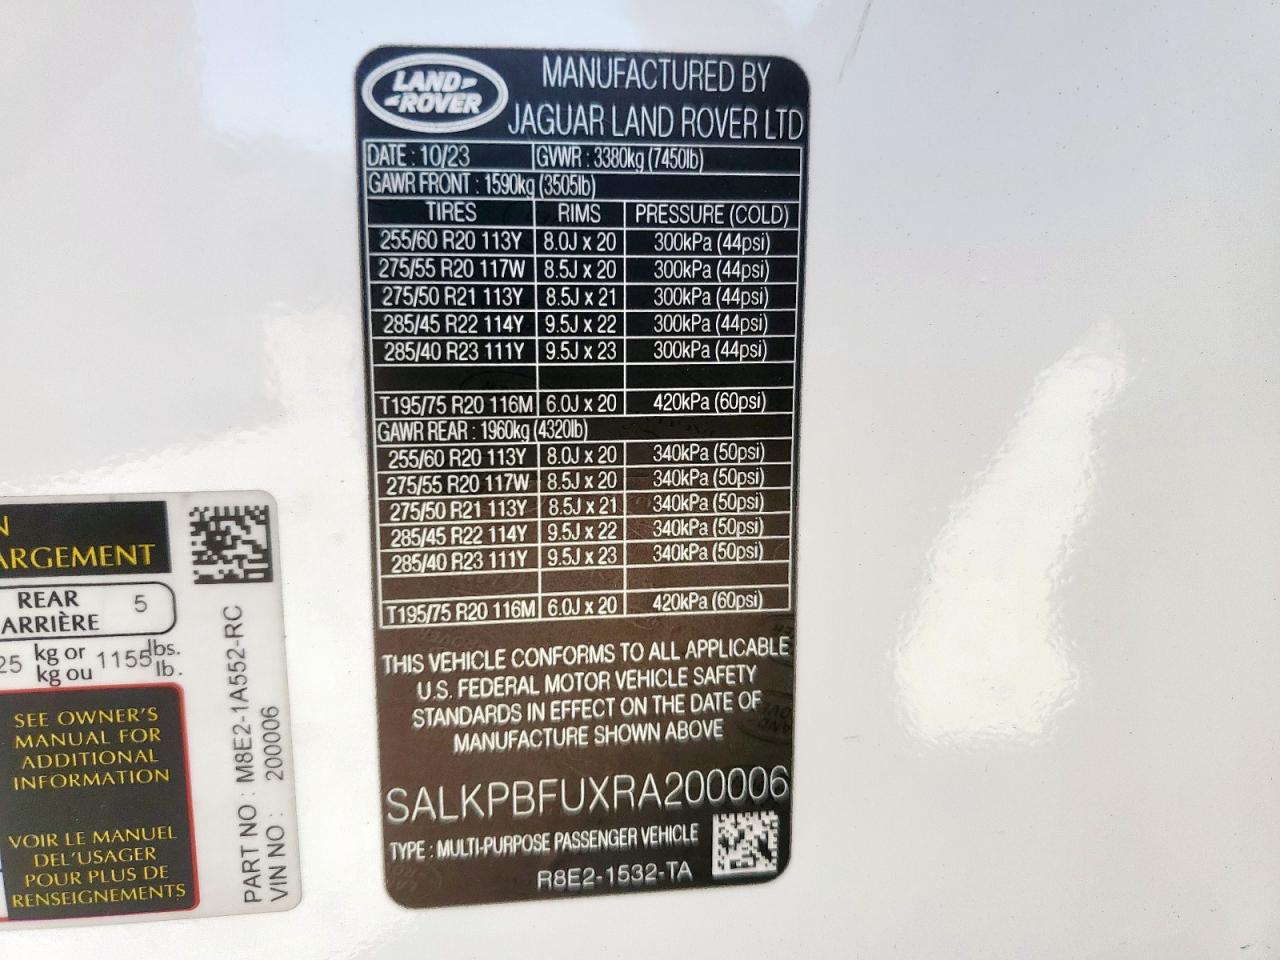 LAND ROVER
MANUFACTURED BY
JAGUAR LAND ROVER LTD
DATE : 10/23 GVWR : 3380kg (7450lb)
GAWR FRONT : 1590kg (3505lb)
TIRES RIMS PRESSURE (COLD)
255/60 R20 113Y 8.0J x 20 300kPa (44psi)
275/55 R20 117W 8.5J x 20 300kPa (44psi)
275/50 R21 113Y 8.5J x 21 300kPa (44psi)
285/45 R22 114Y 9.5J x 22 300kPa (44psi)
285/40 R23 111Y 9.5J x 23 300kPa (44psi)
T195/75 R20 116M 6.0J x 20 420kPa (60psi)
GAWR REAR : 1960kg (4320lb)
255/60 R20 113Y 8.0J x 20 340kPa (50psi)
275/55 R20 117W 8.5J x 20 340kPa (50psi)
275/50 R21 113Y 8.5J x 21 340kPa (50psi)
285/45 R22 114Y 9.5J x 22 340kPa (50psi)
285/40 R23 111Y 9.5J x 23 340kPa (50psi)
T195/75 R20 116M 6.0J x 20 420kPa (60psi)
THIS VEHICLE CONFORMS TO ALL APPLICABLE
U.S. FEDERAL MOTOR VEHICLE SAFETY
STANDARDS IN EFFECT ON THE DATE OF
MANUFACTURE SHOWN ABOVE
SALKPBFUXRA200006
TYPE : MULTI-PURPOSE PASSENGER VEHICLE
R8E2-1532-TA
N
ARGEMENT
REAR 5
ARRIÈRE
25 kg or 1155 lbs.
kg ou lb.
SEE OWNER'S
MANUAL FOR
ADDITIONAL
INFORMATION
VOIR LE MANUEL
DEL'USAGER
POUR PLUS DE
RENSEIGNEMENTS
PART NO : M8E2-1A552-RC
VIN NO : 200006